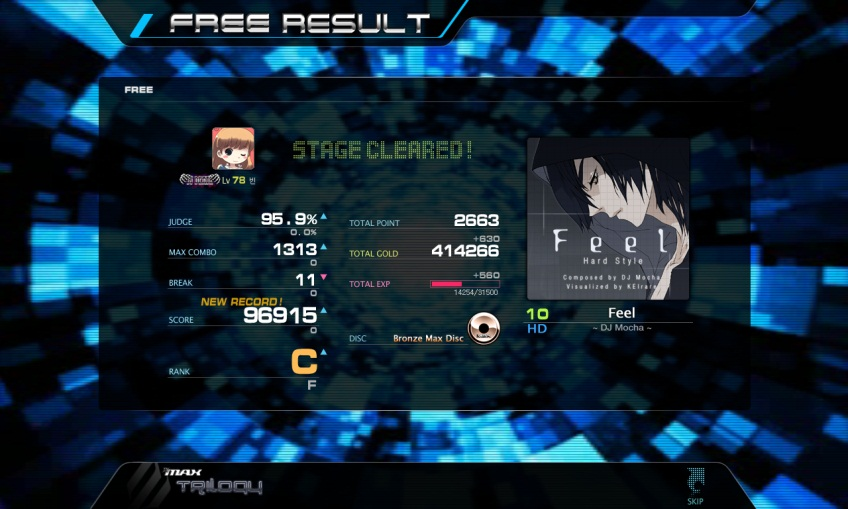 FREE RESULT
FREE
STAGE CLEARED!
Lv 78 빈
JUDGE 95.9%
0.0%
MAX COMBO 1313
0
BREAK 11
0
NEW RECORD!
SCORE 96915
0
RANK C
F
TOTAL POINT 2663
+630
TOTAL GOLD 414266
+560
TOTAL EXP
14254/31500
DISC Bronze Max Disc
Feel
Hard Style
Composed by DJ Mocha
Visualized by
10 Feel
HD ~ DJ Mocha ~
MAX
TRILOGY
SKIP